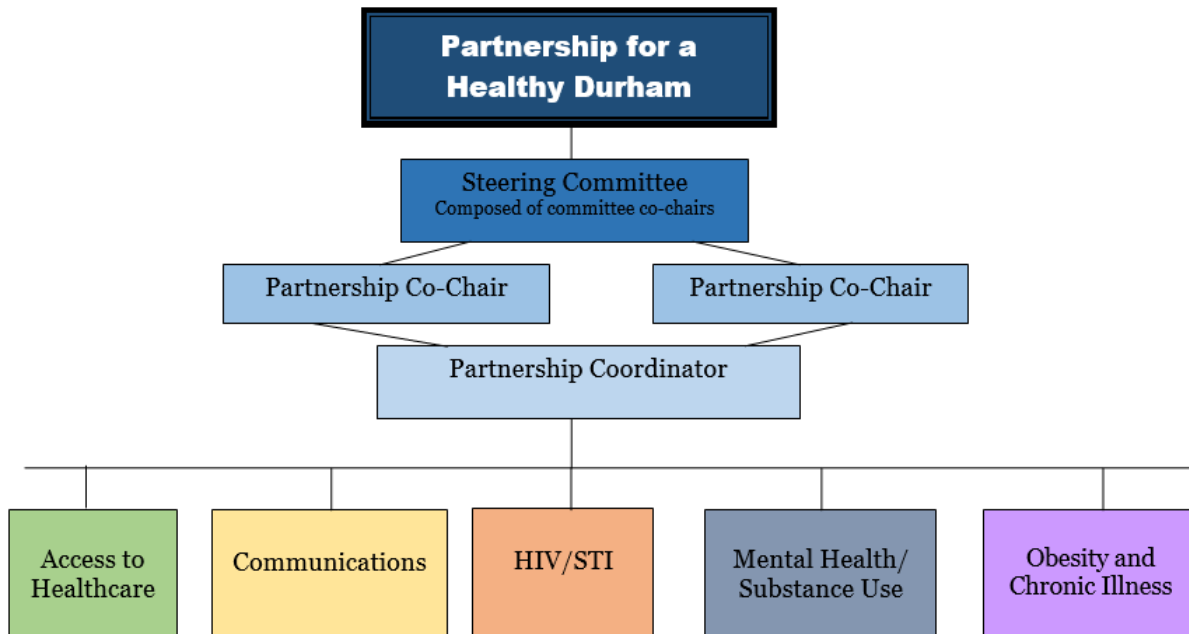 Partnership for a
Healthy Durham
Steering Committee
Composed of committee co-chairs
Partnership Co-Chair
Partnership Co-Chair
Partnership Coordinator
Access to
Healthcare
Communications
HIV/STI
Mental Health/
Substance Use
Obesity and
Chronic Illness